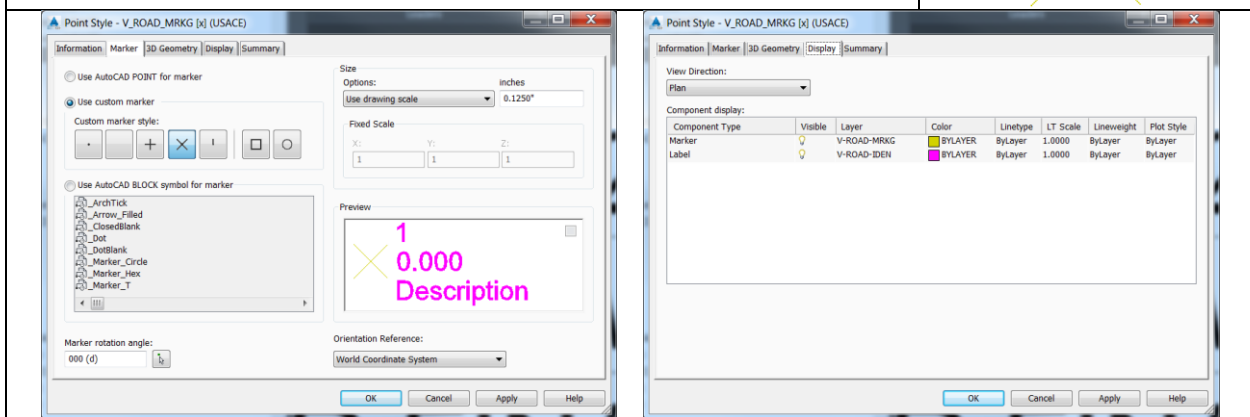 Point Style - V_ROAD_MRKG [x] (USACE)
Information Marker 3D Geometry Display Summary
Use AutoCAD POINT for marker
Use custom marker
Custom marker style:
Use AutoCAD BLOCK symbol for marker
_ArchTick
_Arrow_Filled
_ClosedBlank
_Dot
_DotBlank
_Marker_Circle
_Marker_Hex
_Marker_T
Marker rotation angle:
000 (d)
Size
Options: inches
Use drawing scale 0.1250"
Fixed Scale
X: Y: Z:
1 1 1
Preview
1
0.000
Description
Orientation Reference:
World Coordinate System
OK Cancel Apply Help
Point Style - V_ROAD_MRKG [x] (USACE)
Information Marker 3D Geometry Display Summary
View Direction:
Plan
Component display:
Component Type Visible Layer Color Linetype LT Scale Lineweight Plot Style
Marker V-ROAD-MRKG BYLAYER ByLayer 1.0000 ByLayer ByLayer
Label V-ROAD-IDEN BYLAYER ByLayer 1.0000 ByLayer ByLayer
OK Cancel Apply Help